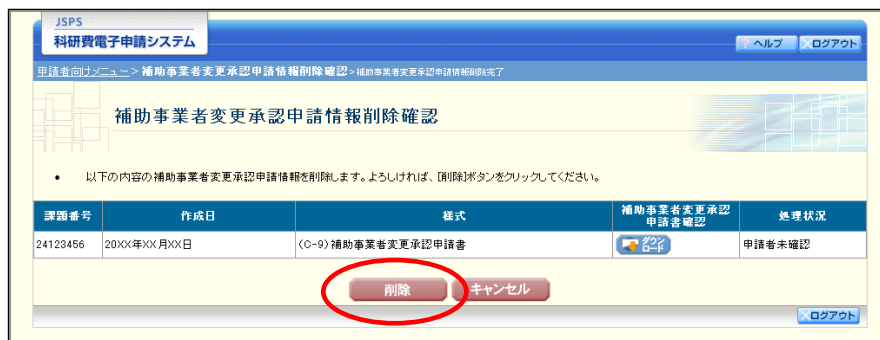 JSPS
科研費電子申請システム
? ヘルプ ログアウト
申請者向けメニュー>補助事業者変更承認申請情報削除確認>補助事業者変更承認申請情報削除完了
補助事業者変更承認申請情報削除確認
• 以下の内容の補助事業者変更承認申請情報を削除します。よろしければ、[削除]ボタンをクリックしてください。
課題番号 作成日 様式 補助事業者変更承認 処理状況
申請書確認
24123456 20XX年XX月XX日 (C-9)補助事業者変更承認申請書 ダウン 申請者未確認
ロード
削除 キャンセル
ログアウト